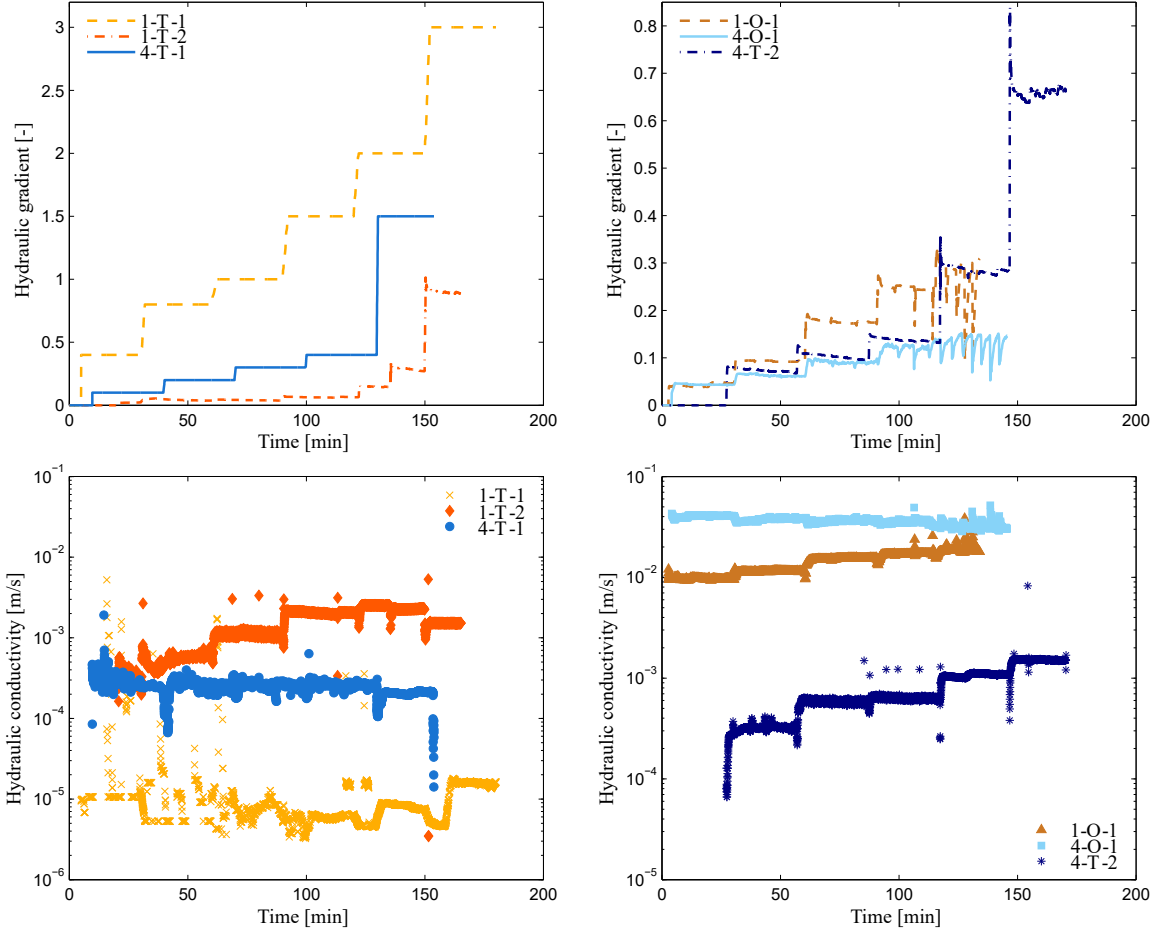 3
2.5
2
1.5
1
0.5
0
0
50
100
150
200
Hydraulic gradient [-]
Time [min]
1-T-1
1-T-2
4-T-1
0.8
0.7
0.6
0.5
0.4
0.3
0.2
0.1
0
0
50
100
150
200
Hydraulic gradient [-]
Time [min]
1-O-1
4-O-1
4-T-2
10⁻¹
10⁻²
10⁻³
10⁻⁴
10⁻⁵
10⁻⁶
0
50
100
150
200
Hydraulic conductivity [m/s]
Time [min]
1-T-1
1-T-2
4-T-1
10⁻¹
10⁻²
10⁻³
10⁻⁴
10⁻⁵
0
50
100
150
200
Hydraulic conductivity [m/s]
Time [min]
1-O-1
4-O-1
4-T-2